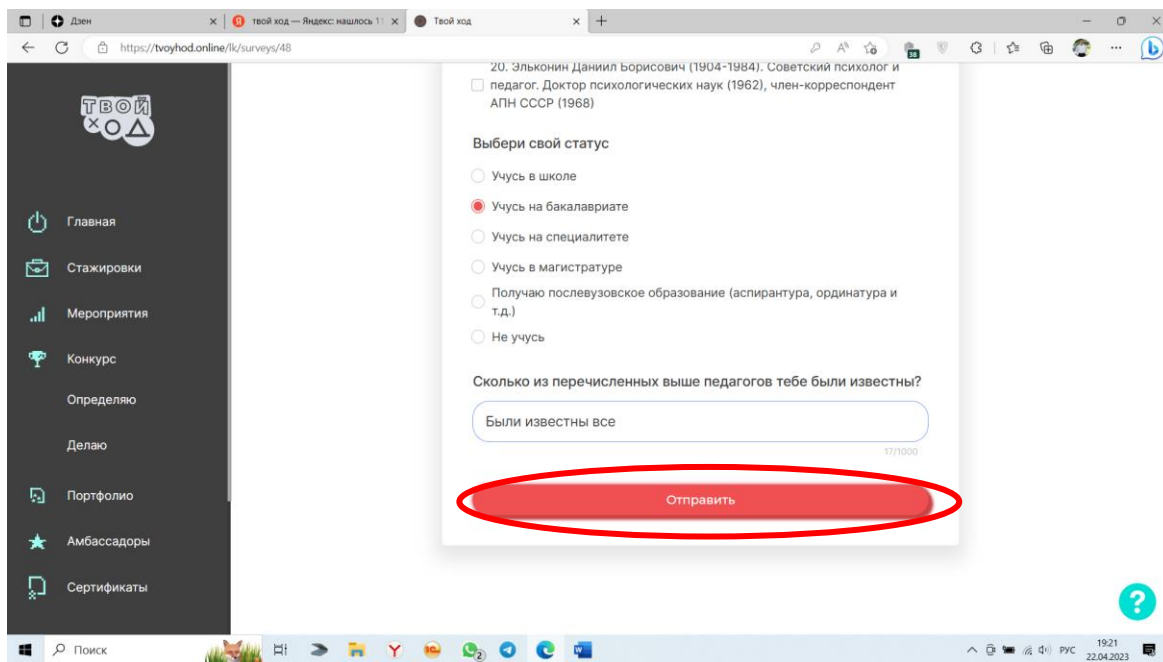 Дзен
твой ход — Яндекс: нашлось 11
Твой ход
https://tvoyhod.online/lk/surveys/48
38
ТВОЙ
ХОД
Главная
Стажировки
Мероприятия
Конкурс
Определяю
Делаю
Портфолио
Амбассадоры
Сертификаты
20. Эльконин Даниил Борисович (1904-1984). Советский психолог и
педагог. Доктор психологических наук (1962), член-корреспондент
АПН СССР (1968)
Выбери свой статус
Учусь в школе
Учусь на бакалавриате
Учусь на специалитете
Учусь в магистратуре
Получаю послевузовское образование (аспирантура, ординатура и
т.д.)
Не учусь
Сколько из перечисленных выше педагогов тебе были известны?
Были известны все
17/1000
Отправить
?
Поиск
2
РУС
19:21
22.04.2023